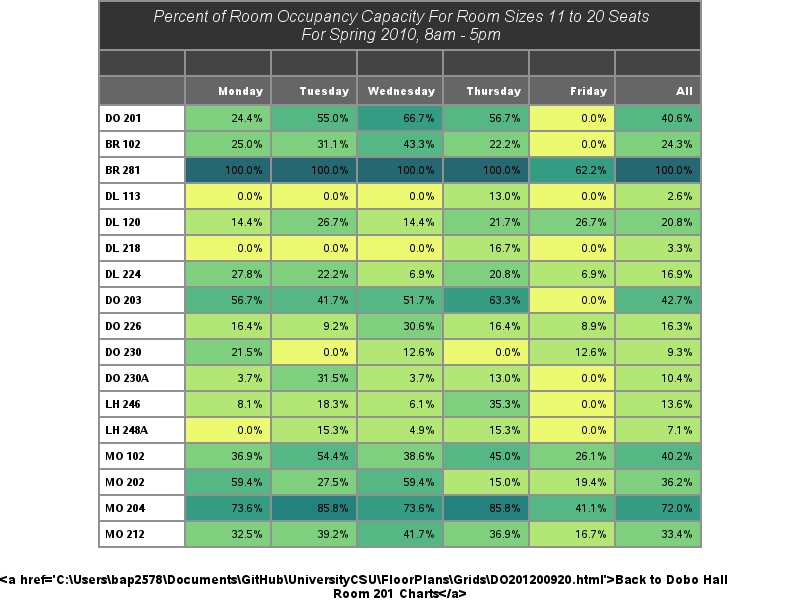 Percent of Room Occupancy Capacity For Room Sizes 11 to 20 Seats
For Spring 2010, 8am - 5pm
Monday Tuesday Wednesday Thursday Friday All
DO 201 24.4% 55.0% 66.7% 56.7% 0.0% 40.6%
BR 102 25.0% 31.1% 43.3% 22.2% 0.0% 24.3%
BR 281 100.0% 100.0% 100.0% 100.0% 62.2% 100.0%
DL 113 0.0% 0.0% 0.0% 13.0% 0.0% 2.6%
DL 120 14.4% 26.7% 14.4% 21.7% 26.7% 20.8%
DL 218 0.0% 0.0% 0.0% 16.7% 0.0% 3.3%
DL 224 27.8% 22.2% 6.9% 20.8% 6.9% 16.9%
DO 203 56.7% 41.7% 51.7% 63.3% 0.0% 42.7%
DO 226 16.4% 9.2% 30.6% 16.4% 8.9% 16.3%
DO 230 21.5% 0.0% 12.6% 0.0% 12.6% 9.3%
DO 230A 3.7% 31.5% 3.7% 13.0% 0.0% 10.4%
LH 246 8.1% 18.3% 6.1% 35.3% 0.0% 13.6%
LH 248A 0.0% 15.3% 4.9% 15.3% 0.0% 7.1%
MO 102 36.9% 54.4% 38.6% 45.0% 26.1% 40.2%
MO 202 59.4% 27.5% 59.4% 15.0% 19.4% 36.2%
MO 204 73.6% 85.8% 73.6% 85.8% 41.1% 72.0%
MO 212 32.5% 39.2% 41.7% 36.9% 16.7% 33.4%
<a href='C:\Users\bap2578\Documents\GitHub\UniversityCSU\FloorPlans\Grids\DO201200920.html'>Back to Dobo Hall
Room 201 Charts</a>